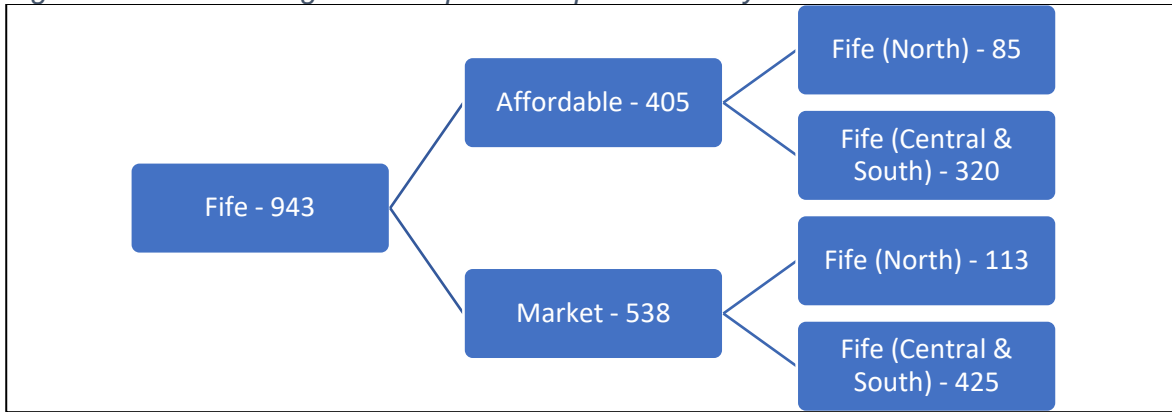 Fife - 943
Affordable - 405
Fife (North) - 85
Fife (Central &
South) - 320
Market - 538
Fife (North) - 113
Fife (Central &
South) - 425